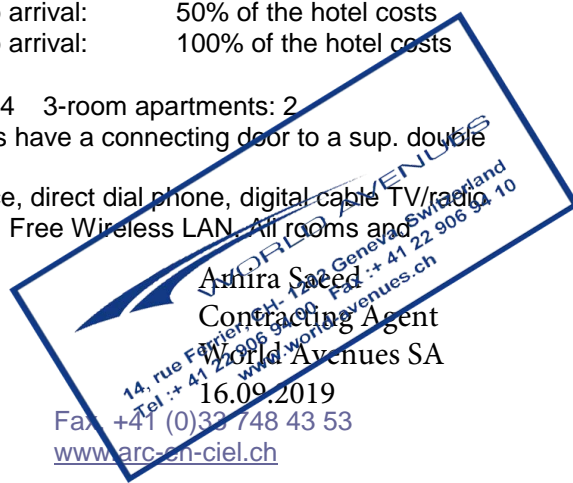 arrival: 50% of the hotel costs
arrival: 100% of the hotel costs
4 3-room apartments: 2
s have a connecting door to a sup. double
ce, direct dial phone, digital cable TV/radio
Free Wireless LAN. All rooms and
WORLD AVENUES
14, rue Ferrier, CH- 1202 Geneva, Switzerland
Tel :+ 41 22 906 94 00 Fax :+ 41 22 906 94 10
www.world-avenues.ch
Amira Saeed
Contracting Agent
World Avenues SA
16.09.2019
Fax +41 (0)33 748 43 53
www.arc-en-ciel.ch